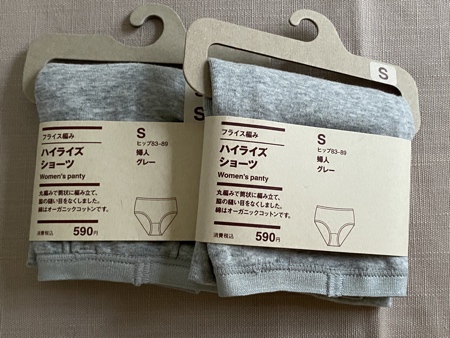 フライス編み
ハイライズ
ショーツ
Women's panty
丸編みで筒状に編み立て、
脇の縫い目をなくしました。
綿はオーガニックコットンです。
消費税込 590円
S
ヒップ83-89
婦人
グレー
S
S
フライス編み
ハイライズ
ショーツ
Women's panty
丸編みで筒状に編み立て、
脇の縫い目をなくしました。
綿はオーガニックコットンです。
消費税込 590円
S
ヒップ83-89
婦人
グレー